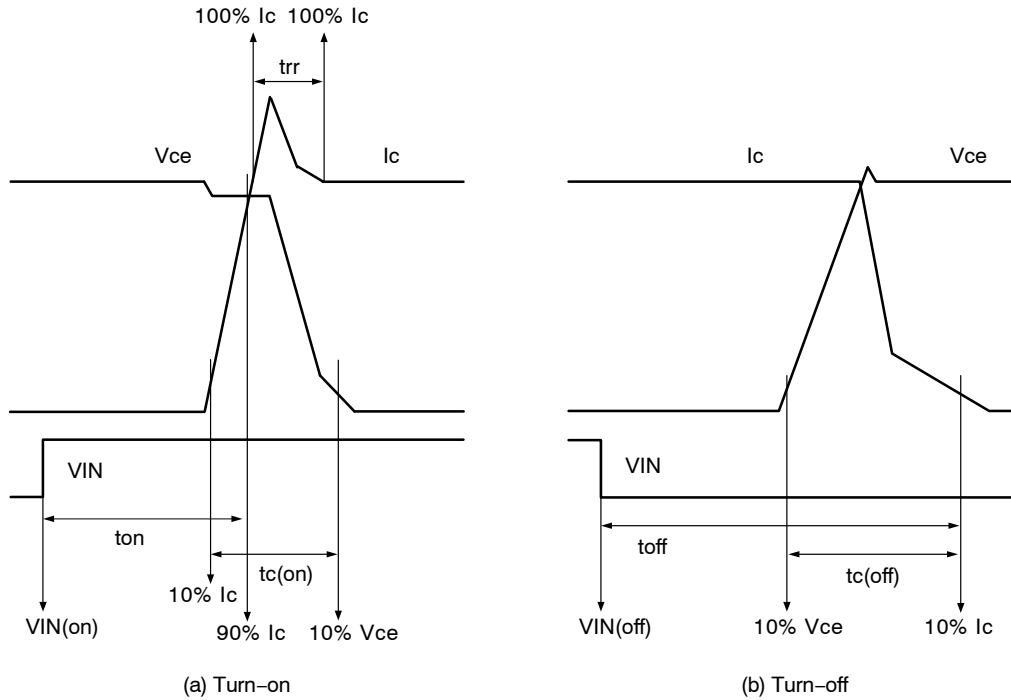 100% Ic 100% Ic
trr
Vce
Ic
VIN
ton
tc(on)
10% Ic
VIN(on)
90% Ic
10% Vce
(a) Turn−on
Ic
Vce
VIN
toff
tc(off)
VIN(off)
10% Vce
10% Ic
(b) Turn−off